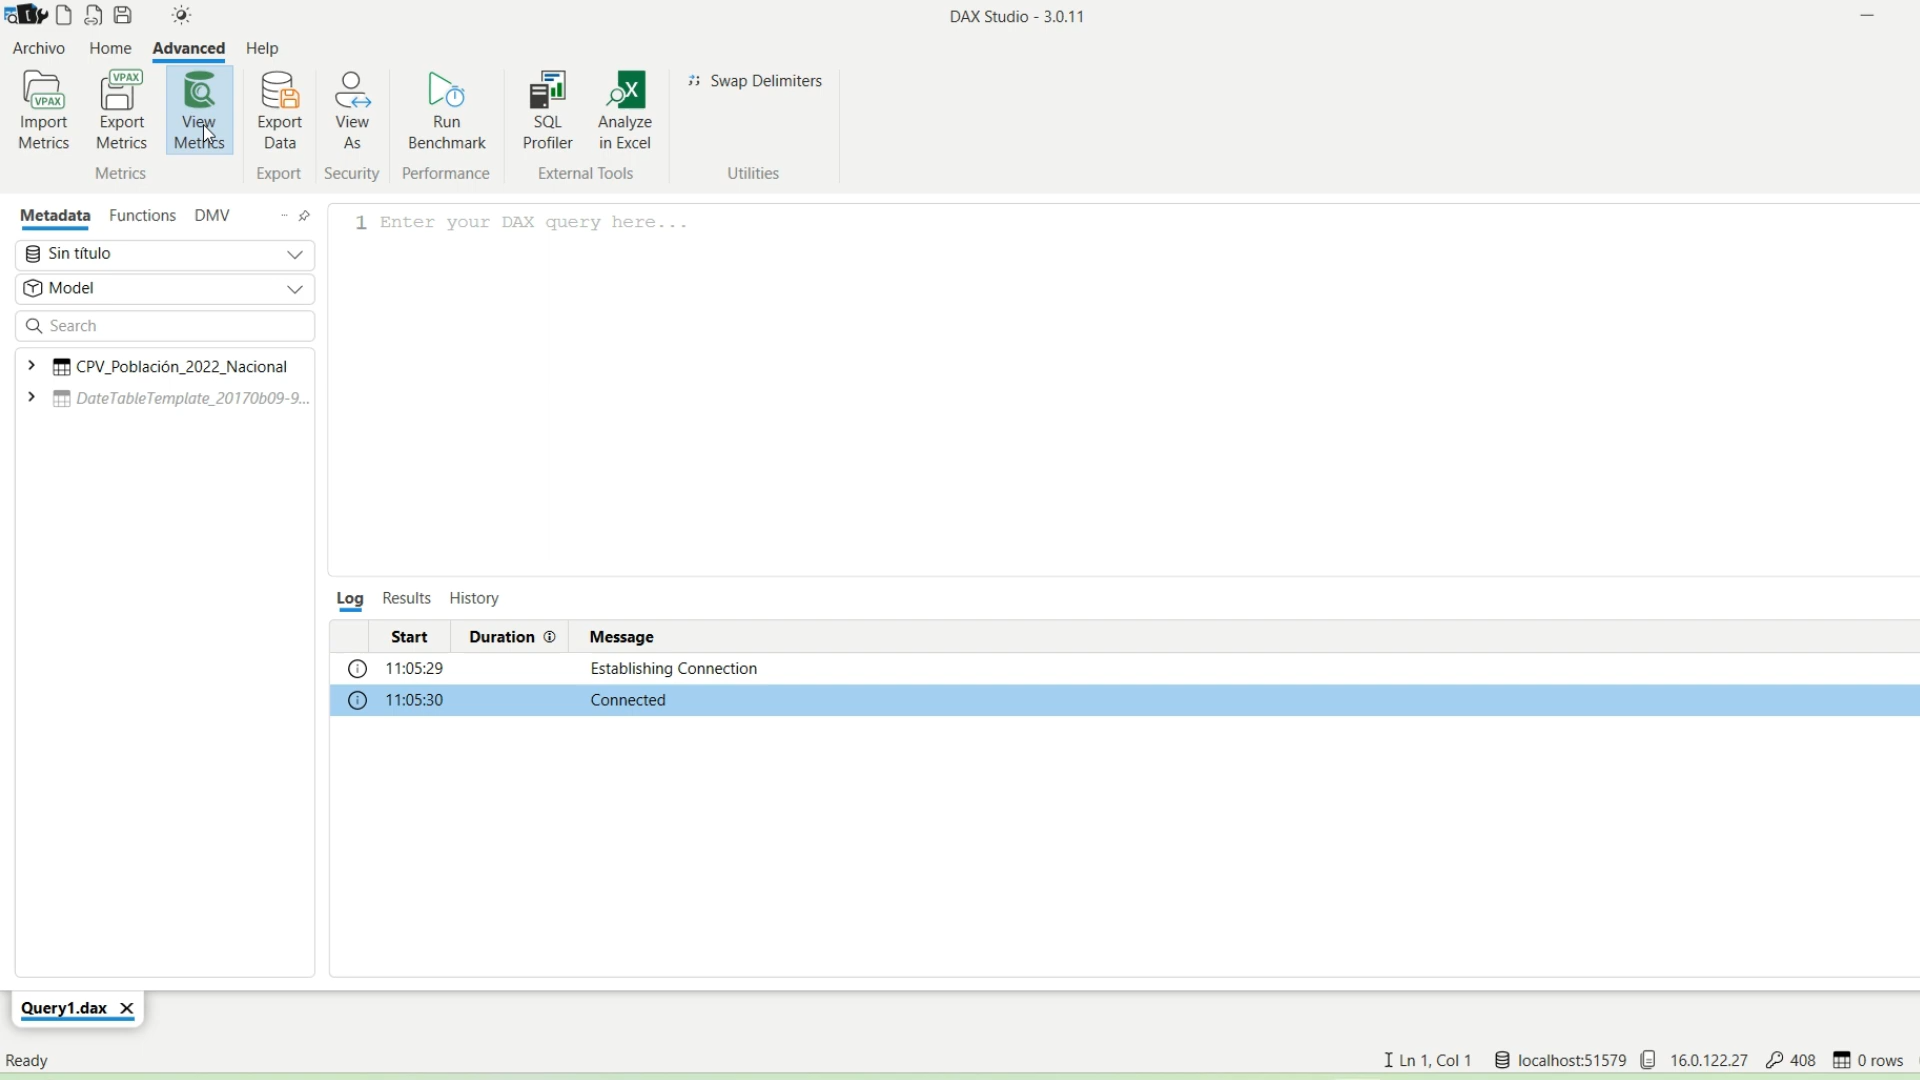 DAX Studio - 3.0.11
Archivo Home Advanced Help
VPAX
VPAX
Import Metrics
Export Metrics
View Metrics
Export Data
View As
Run Benchmark
SQL Profiler
Analyze in Excel
Swap Delimiters
Metrics Export Security Performance External Tools Utilities
Metadata Functions DMV
Sin título
Model
Search
CPV_Población_2022_Nacional
DateTableTemplate_20170b09-9...
1 Enter your DAX query here...
Log Results History
Start Duration Message
11:05:29 Establishing Connection
11:05:30 Connected
Query1.dax
Ready Ln 1, Col 1 localhost:51579 16.0.122.27 408 0 rows